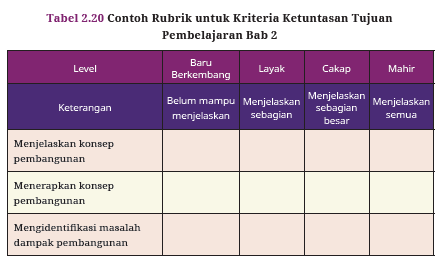 Tabel 2.20 Contoh Rubrik untuk Kriteria Ketuntasan Tujuan
Pembelajaran Bab 2
Level
Baru
Berkembang
Layak
Cakap
Mahir
Keterangan
Belum mampu
menjelaskan
Menjelaskan
sebagian
Menjelaskan
sebagian
besar
Menjelaskan
semua
Menjelaskan konsep
pembangunan
Menerapkan konsep
pembangunan
Mengidentifikasi masalah
dampak pembangunan